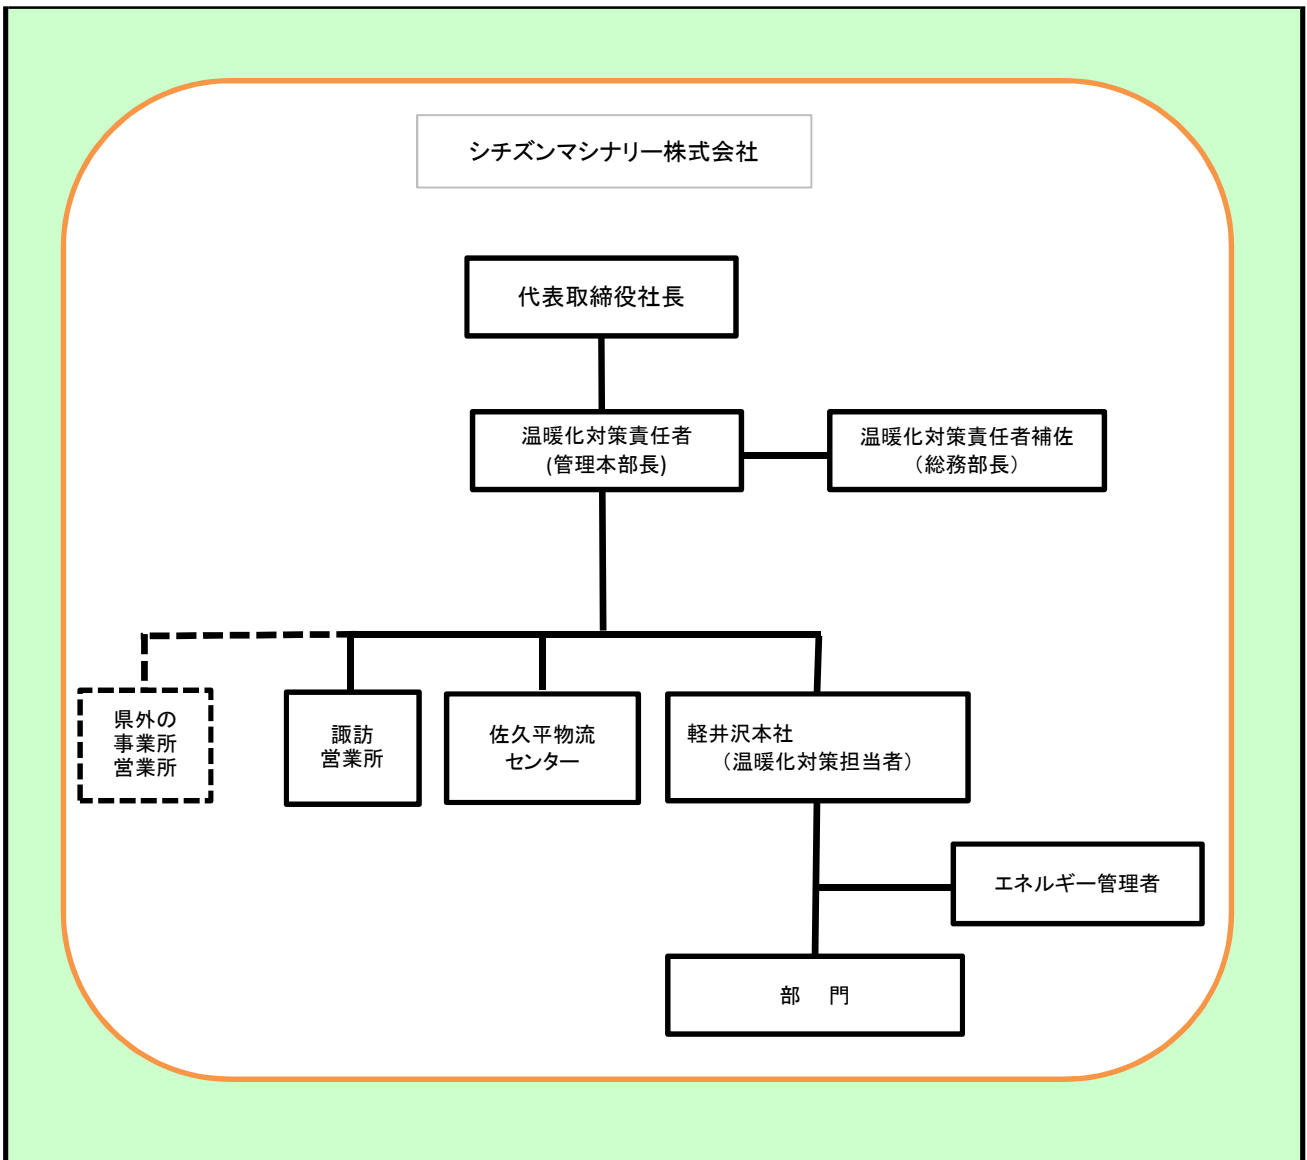 シチズンマシナリー株式会社
代表取締役社長
温暖化対策責任者
(管理本部長)
温暖化対策責任者補佐
（総務部長）
県外の
事業所
営業所
諏訪
営業所
佐久平物流
センター
軽井沢本社
（温暖化対策担当者）
エネルギー管理者
部　門